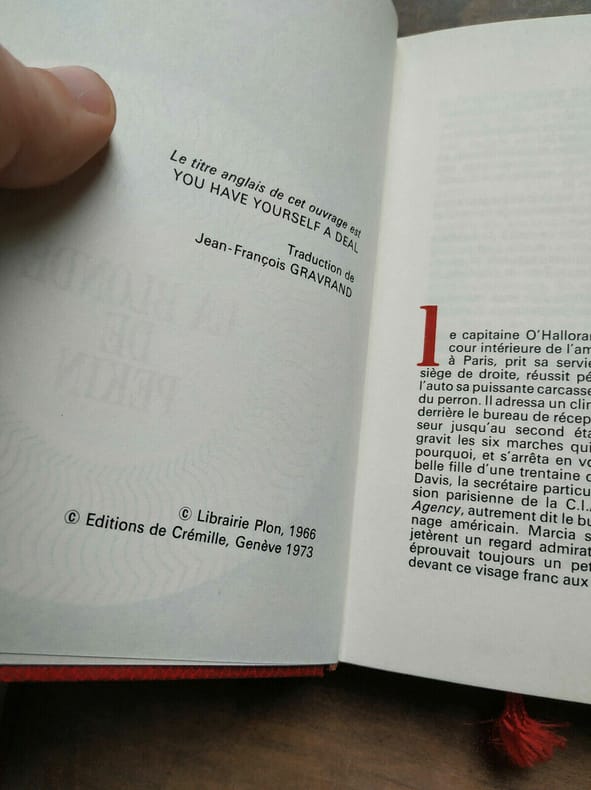 Le titre anglais de cet ouvrage est
YOU HAVE YOURSELF A DEAL
Traduction de
Jean-François GRAVRAND
© Librairie Plon, 1966
© Editions de Crémille, Genève 1973
le capitaine O'Hallora
cour intérieure de l'am
à Paris, prit sa servie
siège de droite, réussit pé
l'auto sa puissante carcasse
du perron. Il adressa un clin
derrière le bureau de récep
seur jusqu'au second éta
gravit les six marches qui
pourquoi, et s'arrêta en vo
belle fille d'une trentaine d
Davis, la secrétaire particu
sion parisienne de la C.I.
Agency, autrement dit le bu
nage américain. Marcia s
jetèrent un regard admirat
éprouvait toujours un pet
devant ce visage franc aux